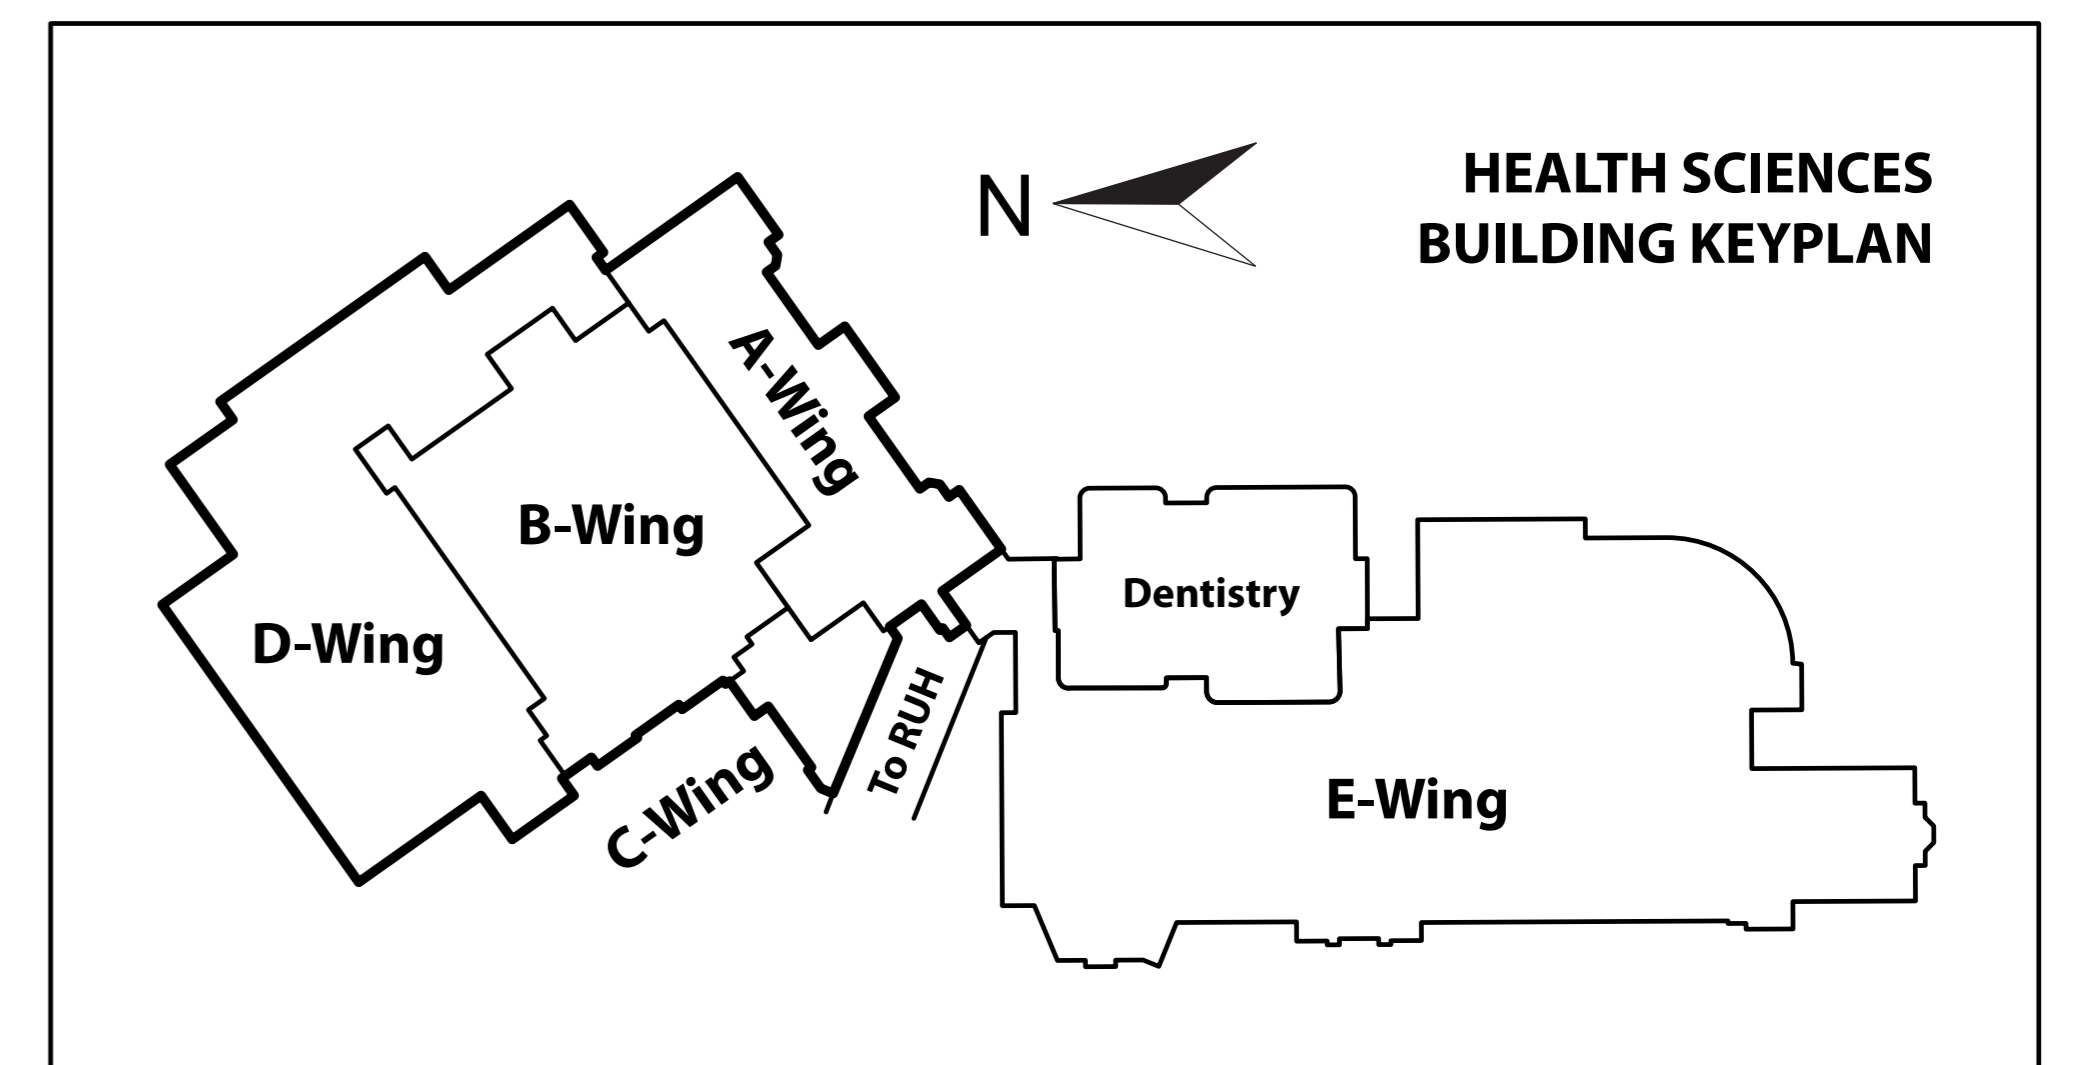 N
HEALTH SCIENCES
BUILDING KEYPLAN
A-Wing
B-Wing
Dentistry
D-Wing
To RUH
C-Wing
E-Wing